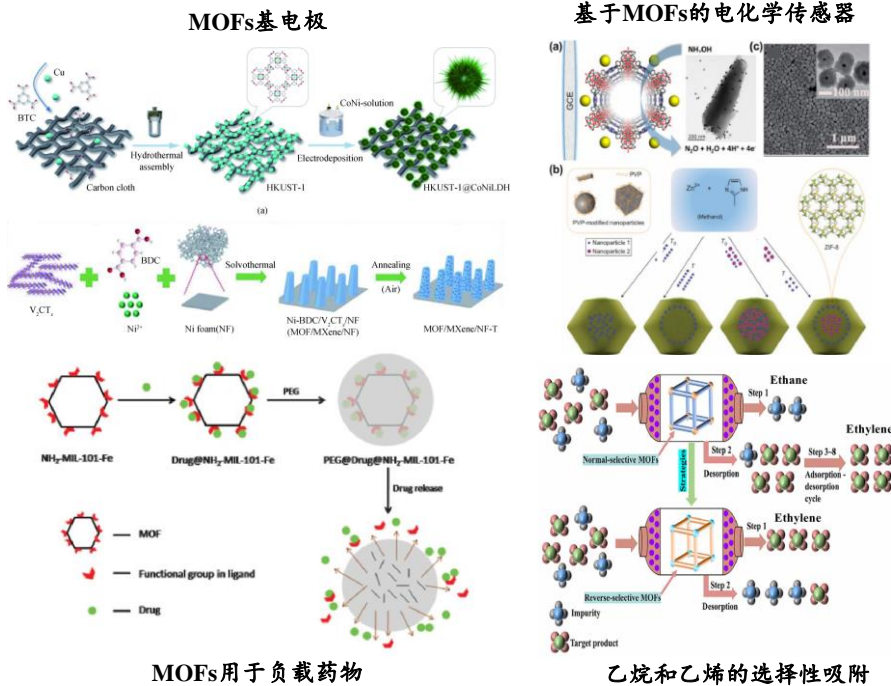 MOFs基电极
基于MOFs的电化学传感器
Cu
BTC
Carbon cloth
Hydrothermal
assembly
HKUST-1
CoNi-solution
Electrodeposition
HKUST-1@CoNiLDH
(a)
V₂CTₓ
BDC
Ni²⁺
Ni foam(NF)
Solvothermal
Ni-BDC/V₂CTₓ/NF
(MOF/MXene/NF)
Annealing
(Air)
MOF/MXene/NF-T
(a)
GCE
NH₂OH
200 nm
N₂O + H₂O + 4H⁺ + 4e⁻
(c)
100 nm
1 μm
(b)
PVP
PVP-modified nanoparticles
Zn²⁺
+
(Methanol)
ZIF-8
Nanoparticle 1
Nanoparticle 2
T₀
T
T₀
T
NH₂-MIL-101-Fe
Drug@NH₂-MIL-101-Fe
PEG
PEG@Drug@NH₂-MIL-101-Fe
Drug release
MOF
Functional group in ligand
Drug
Normal-selective MOFs
Step 1
Ethane
Step 2
Desorption
Step 3-8
Adsorption -
desorption
cycle
Ethylene
Strategies
Reverse-selective MOFs
Step 1
Ethylene
Step 2
Desorption
Impurity
Target product
MOFs用于负载药物
乙烷和乙烯的选择性吸附